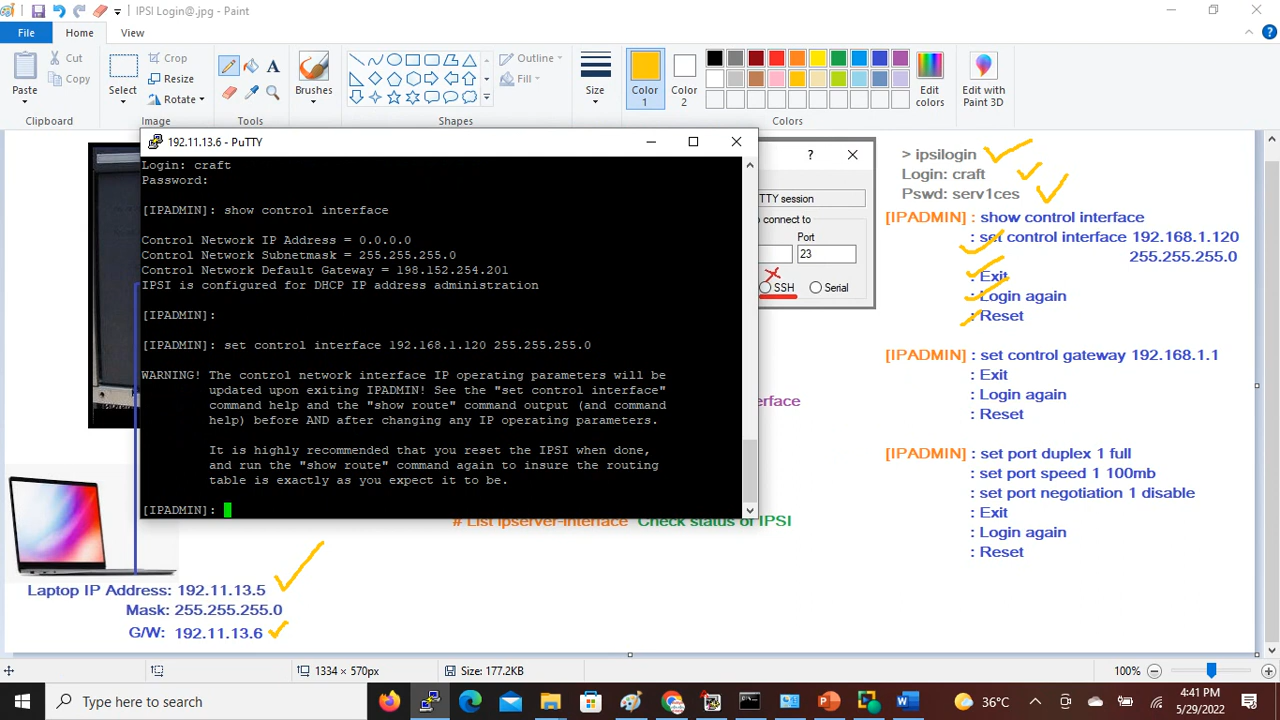 IPSI Login@.jpg - Paint
File
Home
View
Paste
Cut
Copy
Clipboard
Select
Crop
Resize
Rotate
Image
A
Tools
Brushes
Shapes
Outline
Fill
Size
Color 1
Color 2
Colors
Edit colors
Edit with Paint 3D
192.11.13.6 - PuTTY
Login: craft
Password:
[IPADMIN]: show control interface
Control Network IP Address = 0.0.0.0
Control Network Subnetmask = 255.255.255.0
Control Network Default Gateway = 198.152.254.201
IPSI is configured for DHCP IP address administration
[IPADMIN]:
[IPADMIN]: set control interface 192.168.1.120 255.255.255.0
WARNING! The control network interface IP operating parameters will be
updated upon exiting IPADMIN! See the "set control interface"
command help and the "show route" command output (and command
help) before AND after changing any IP operating parameters.
It is highly recommended that you reset the IPSI when done,
and run the "show route" command again to insure the routing
table is exactly as you expect it to be.
[IPADMIN]:
?
TTY session
o connect to
Port
23
SSH
Serial
erface
# List ipserver-interface Check status of IPSI
> ipsilogin
Login: craft
Pswd: serv1ces
[IPADMIN] : show control interface
: set control interface 192.168.1.120
255.255.255.0
: Exit
: Login again
: Reset
[IPADMIN] : set control gateway 192.168.1.1
: Exit
: Login again
: Reset
[IPADMIN] : set port duplex 1 full
: set port speed 1 100mb
: set port negotiation 1 disable
: Exit
: Login again
: Reset
Laptop IP Address: 192.11.13.5
Mask: 255.255.255.0
G/W: 192.11.13.6
1334 × 570px
Size: 177.2KB
100%
Type here to search
36°C
4:41 PM
5/29/2022